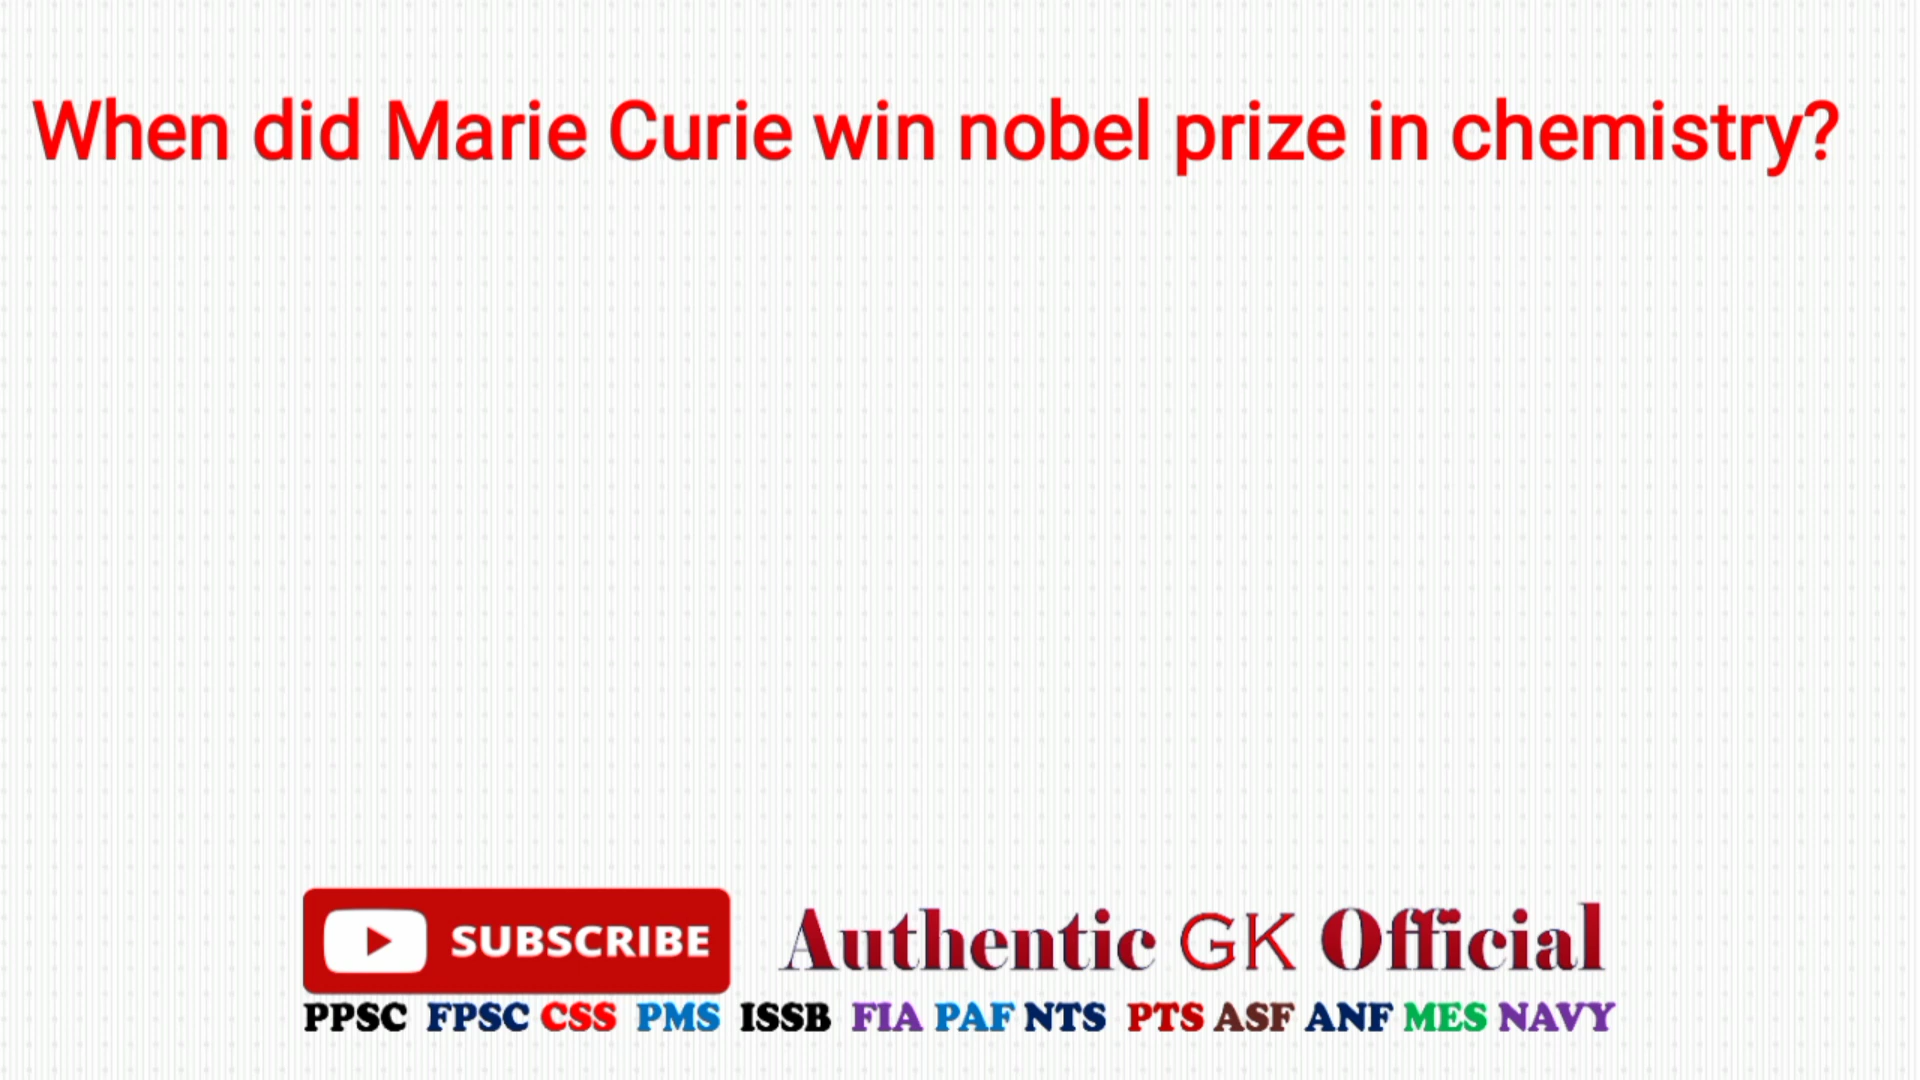 When did Marie Curie win nobel prize in chemistry?
SUBSCRIBE Authentic GK Official
PPSC FPSC CSS PMS ISSB FIA PAF NTS PTS ASF ANF MES NAVY